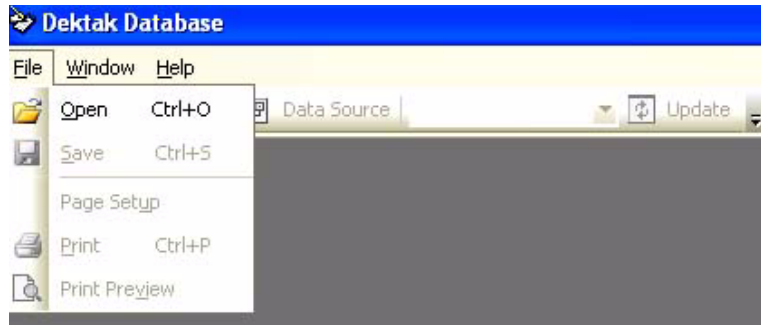 Dektak Database
File Window Help
Open Ctrl+O
Data Source
Update
Save Ctrl+S
Page Setup
Print Ctrl+P
Print Preview